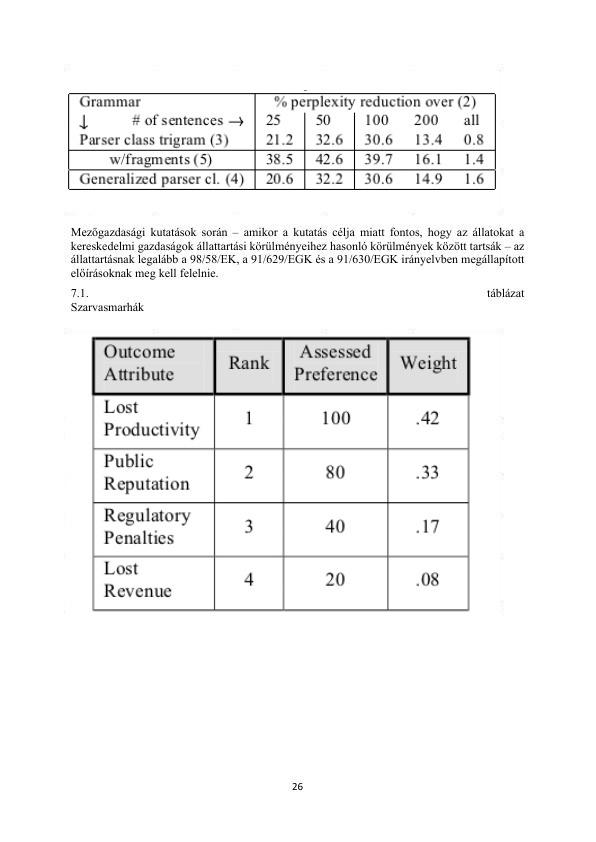 Grammar % perplexity reduction over (2)
↓ # of sentences → 25 50 100 200 all
Parser class trigram (3) 21.2 32.6 30.6 13.4 0.8
w/fragments (5) 38.5 42.6 39.7 16.1 1.4
Generalized parser cl. (4) 20.6 32.2 30.6 14.9 1.6
Mezőgazdasági kutatások során – amikor a kutatás célja miatt fontos, hogy az állatokat a
kereskedelmi gazdaságok állattartási körülményeihez hasonló körülmények között tartsák – az
állattartásnak legalább a 98/58/EK, a 91/629/EGK és a 91/630/EGK irányelvben megállapított
előírásoknak meg kell felelnie.
7.1. táblázat
Szarvasmarhák
Outcome Attribute Rank Assessed Preference Weight
Lost Productivity 1 100 .42
Public Reputation 2 80 .33
Regulatory Penalties 3 40 .17
Lost Revenue 4 20 .08
26